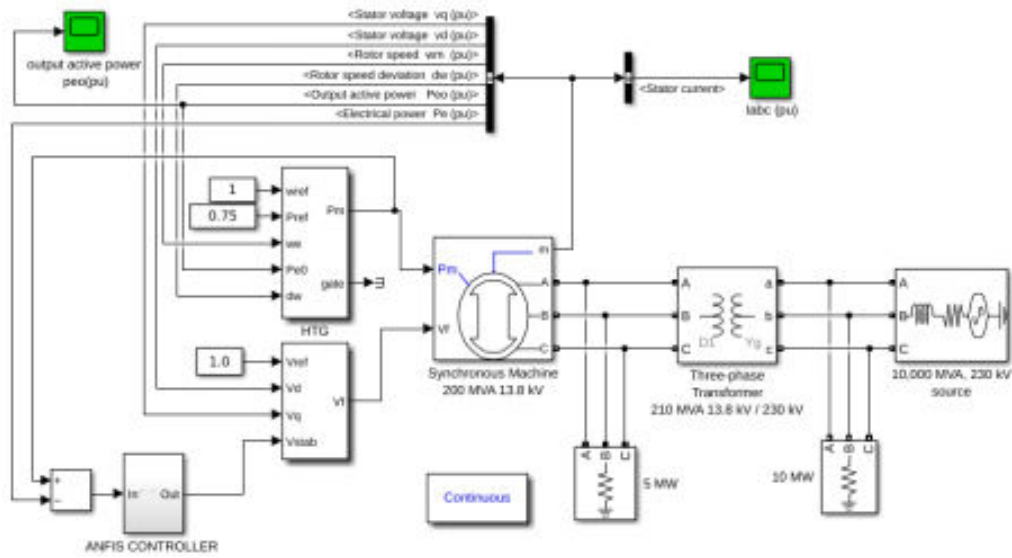 <Stator voltage vq (pu)>
<Stator voltage vd (pu)>
<Rotor speed wm (pu)>
<Rotor speed deviation dw (pu)>
<Output active power Peo (pu)>
<Electrical power Pe (pu)>
output active power
peo(pu)
<Stator current>
Iabc (pu)
1
0.75
wref
Pref
we
Pe0
dw
Pm
gate
HTG
1.0
Vref
Vd
Vq
Vstab
Vf
Pm
Vf
m
A
B
C
Synchronous Machine
200 MVA 13.8 kV
A
B
C
D1
Yg
a
b
c
Three-phase
Transformer
210 MVA 13.8 kV / 230 kV
A
B
C
10,000 MVA, 230 kV
source
A
B
C
5 MW
A
B
C
10 MW
Continuous
+
−
In
Out
ANFIS CONTROLLER